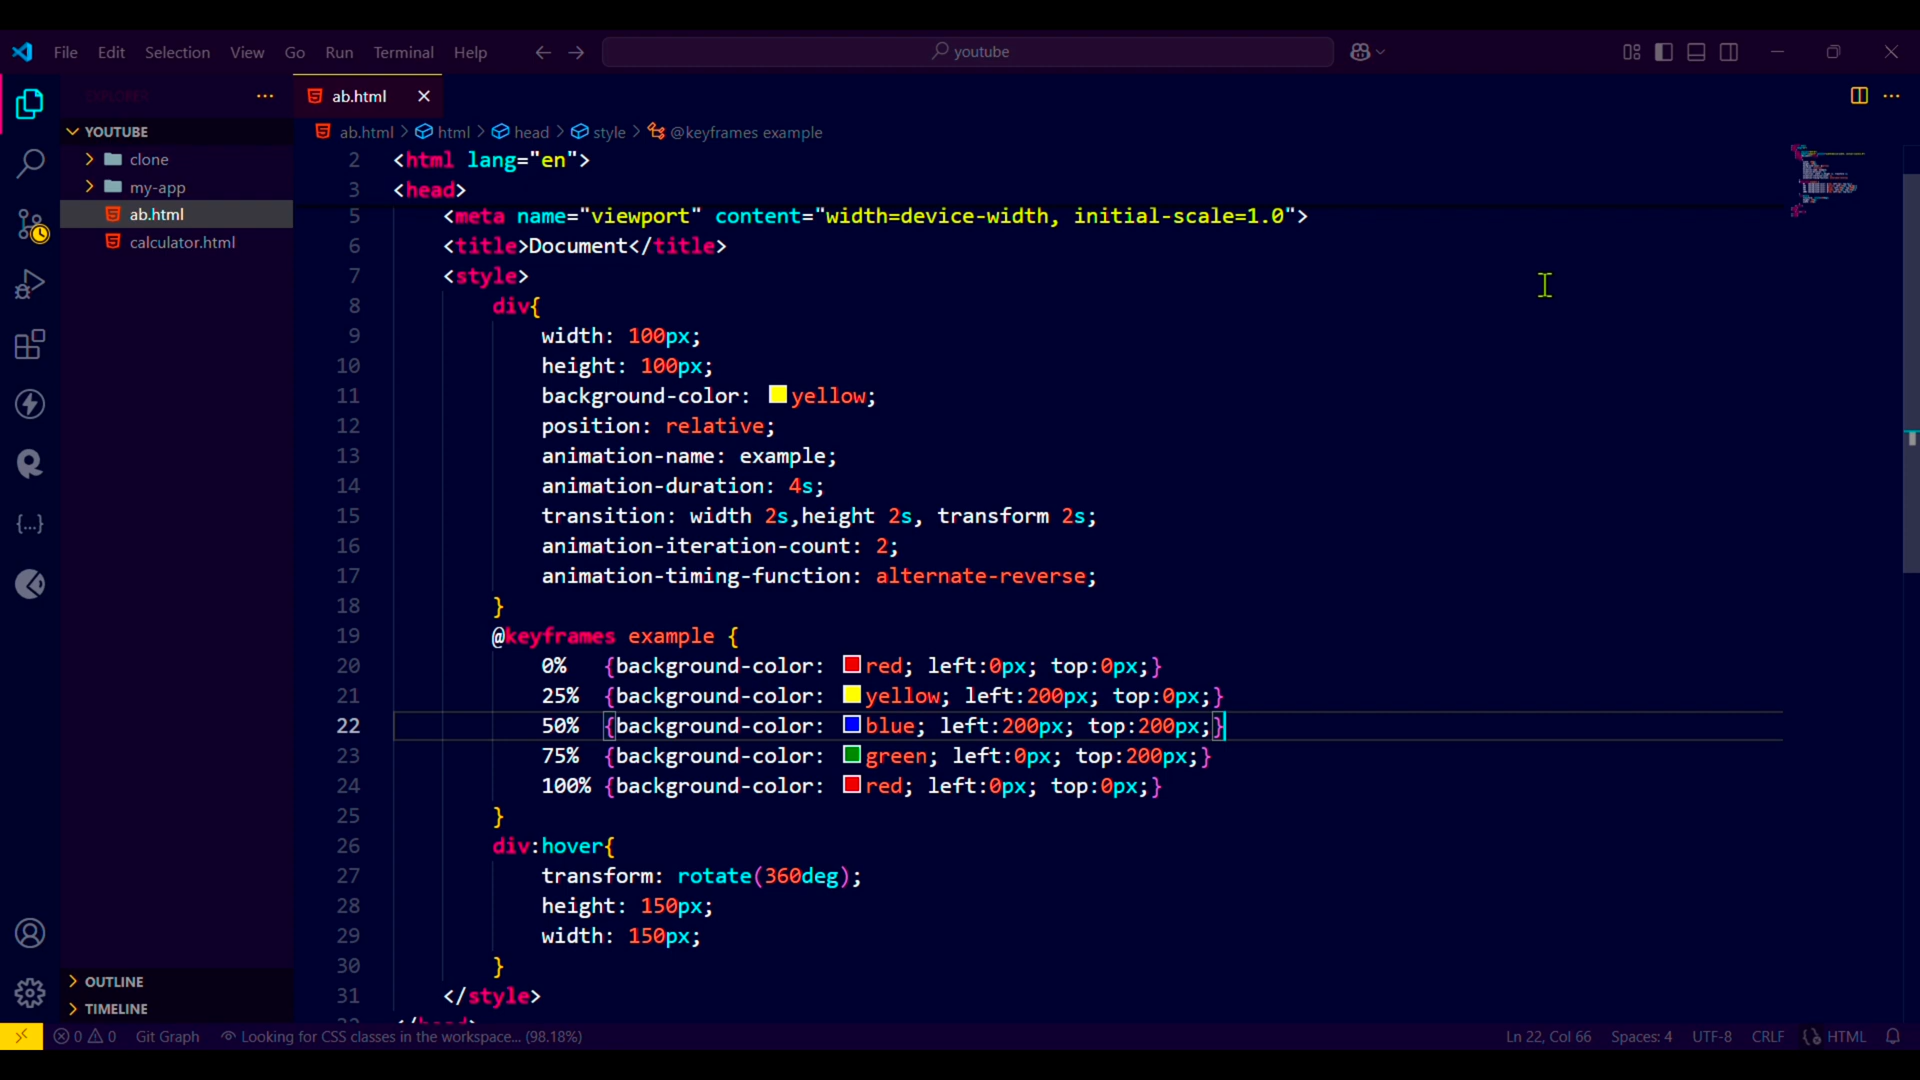 File Edit Selection View Go Run Terminal Help
youtube
EXPLORER
ab.html
YOUTUBE
clone
my-app
ab.html
calculator.html
OUTLINE
TIMELINE
ab.html > html > head > style > @keyframes example
2 <html lang="en">
3 <head>
5 <meta name="viewport" content="width=device-width, initial-scale=1.0">
6 <title>Document</title>
7 <style>
8 div{
9 width: 100px;
10 height: 100px;
11 background-color: yellow;
12 position: relative;
13 animation-name: example;
14 animation-duration: 4s;
15 transition: width 2s,height 2s, transform 2s;
16 animation-iteration-count: 2;
17 animation-timing-function: alternate-reverse;
18 }
19 @keyframes example {
20 0% {background-color: red; left:0px; top:0px;}
21 25% {background-color: yellow; left:200px; top:0px;}
22 50% {background-color: blue; left:200px; top:200px;}
23 75% {background-color: green; left:0px; top:200px;}
24 100% {background-color: red; left:0px; top:0px;}
25 }
26 div:hover{
27 transform: rotate(360deg);
28 height: 150px;
29 width: 150px;
30 }
31 </style>
0 0 Git Graph Looking for CSS classes in the workspace... (98.18%) Ln 22, Col 66 Spaces: 4 UTF-8 CRLF HTML